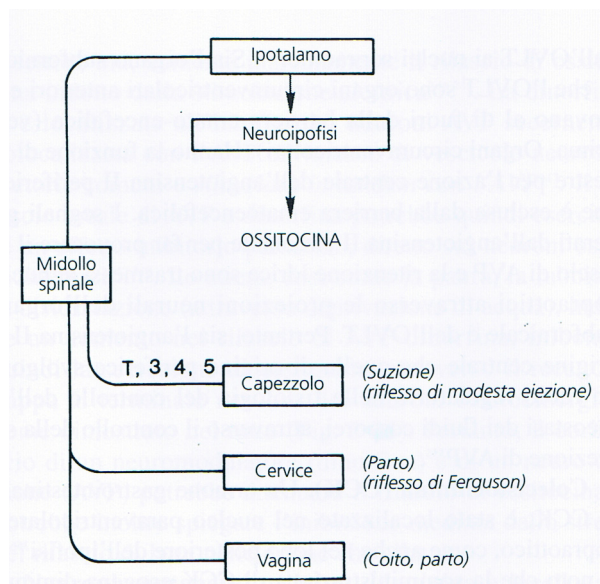 Ipotalamo
Neuroipofisi
OSSITOCINA
Midollo
spinale
T, 3, 4, 5
Capezzolo
(Suzione)
(riflesso di modesta eiezione)
Cervice
(Parto)
(riflesso di Ferguson)
Vagina
(Coito, parto)